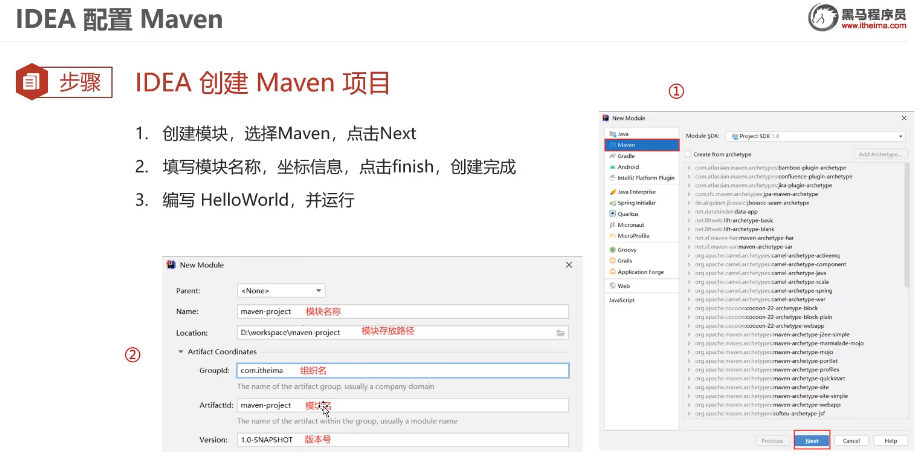 IDEA 配置 Maven
黑马程序员
www.itheima.com
步骤
IDEA 创建 Maven 项目
1. 创建模块，选择Maven，点击Next
2. 填写模块名称，坐标信息，点击finish，创建完成
3. 编写 HelloWorld，并运行
①
New Module
Java
Maven
Gradle
Android
IntelliJ Platform Plugin
Java Enterprise
Spring Initializr
Quarkus
Micronaut
MicroProfile
Groovy
Grails
Application Forge
Web
JavaScript
Module SDK: Project SDK 1.8
Create from archetype
Add Archetype...
com.atlassian.maven.archetypes:bamboo-plugin-archetype
com.atlassian.maven.archetypes:confluence-plugin-archetype
com.atlassian.maven.archetypes:jira-plugin-archetype
com.rfc.maven.archetypes:jpa-maven-archetype
de.akquinet.jbosscc:jbosscc-seam-archetype
net.databinder:data-app
net.liftweb:lift-archetype-basic
net.liftweb:lift-archetype-blank
net.sf.maven-har:maven-archetype-har
net.sf.maven-sar:maven-archetype-sar
org.apache.camel.archetypes:camel-archetype-activemq
org.apache.camel.archetypes:camel-archetype-component
org.apache.camel.archetypes:camel-archetype-java
org.apache.camel.archetypes:camel-archetype-scala
org.apache.camel.archetypes:camel-archetype-spring
org.apache.camel.archetypes:camel-archetype-war
org.apache.cocoon:cocoon-22-archetype-block
org.apache.cocoon:cocoon-22-archetype-block-plain
org.apache.cocoon:cocoon-22-archetype-webapp
org.apache.maven.archetypes:maven-archetype-j2ee-simple
org.apache.maven.archetypes:maven-archetype-marmalade-mojo
org.apache.maven.archetypes:maven-archetype-mojo
org.apache.maven.archetypes:maven-archetype-portlet
org.apache.maven.archetypes:maven-archetype-profiles
org.apache.maven.archetypes:maven-archetype-quickstart
org.apache.maven.archetypes:maven-archetype-site
org.apache.maven.archetypes:maven-archetype-site-simple
org.apache.maven.archetypes:maven-archetype-webapp
org.apache.maven.archetypes:softeu-archetype-jsf
Previous Next Cancel Help
②
New Module
Parent: <None>
Name: maven-project 模块名称
Location: D:\workspace\maven-project 模块存放路径
Artifact Coordinates
GroupId: com.itheima 组织名
The name of the artifact group, usually a company domain
ArtifactId: maven-project 模块名
The name of the artifact within the group, usually a module name
Version: 1.0-SNAPSHOT 版本号